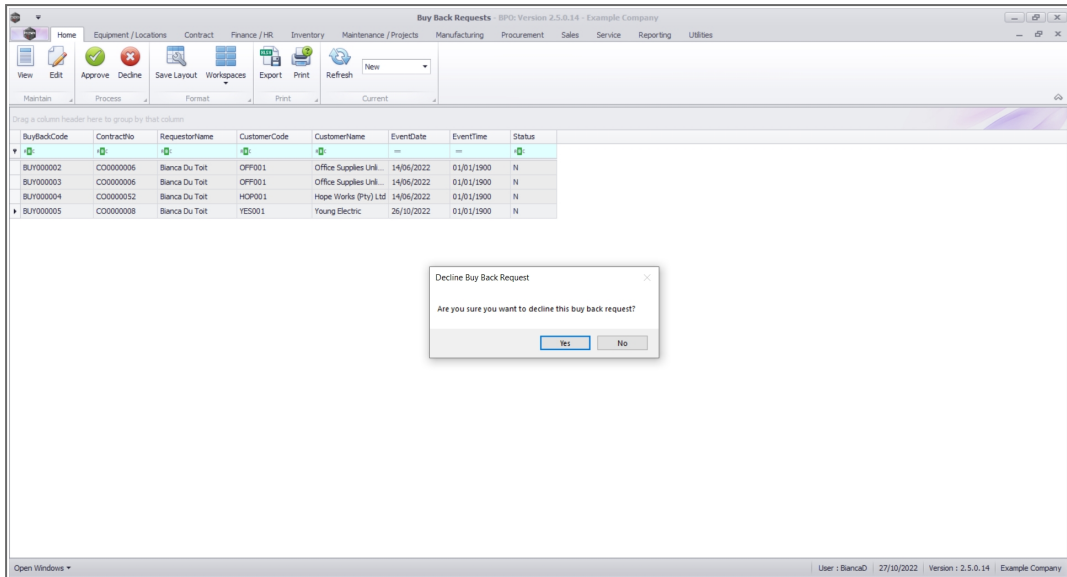 Buy Back Requests - BPO: Version 2.5.0.14 - Example Company
Home Equipment / Locations Contract Finance / HR Inventory Maintenance / Projects Manufacturing Procurement Sales Service Reporting Utilities
View Edit Approve Decline Save Layout Workspaces Export Print Refresh New
Maintain Process Format Print Current
Drag a column header here to group by that column
BuyBackCode ContractNo RequestorName CustomerCode CustomerName EventDate EventTime Status
BUY000002 CO0000006 Bianca Du Toit OFF001 Office Supplies Unli... 14/06/2022 01/01/1900 N
BUY000003 CO0000006 Bianca Du Toit OFF001 Office Supplies Unli... 14/06/2022 01/01/1900 N
BUY000004 CO0000052 Bianca Du Toit HOP001 Hope Works (Pty) Ltd 14/06/2022 01/01/1900 N
BUY000005 CO0000008 Bianca Du Toit YES001 Young Electric 26/10/2022 01/01/1900 N
Decline Buy Back Request
Are you sure you want to decline this buy back request?
Yes No
Open Windows User : BiancaD 27/10/2022 Version : 2.5.0.14 Example Company